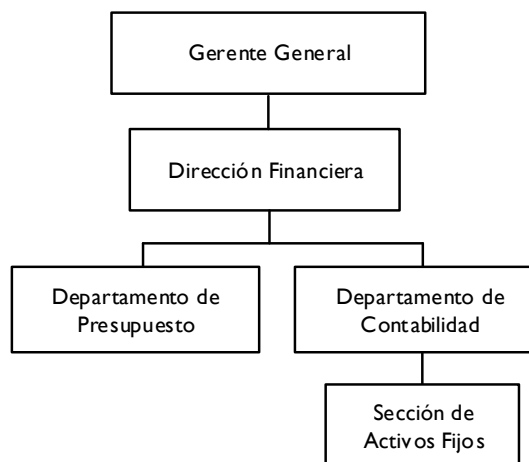 Gerente General
Dirección Financiera
Departamento de
Presupuesto
Departamento de
Contabilidad
Sección de
Activos Fijos